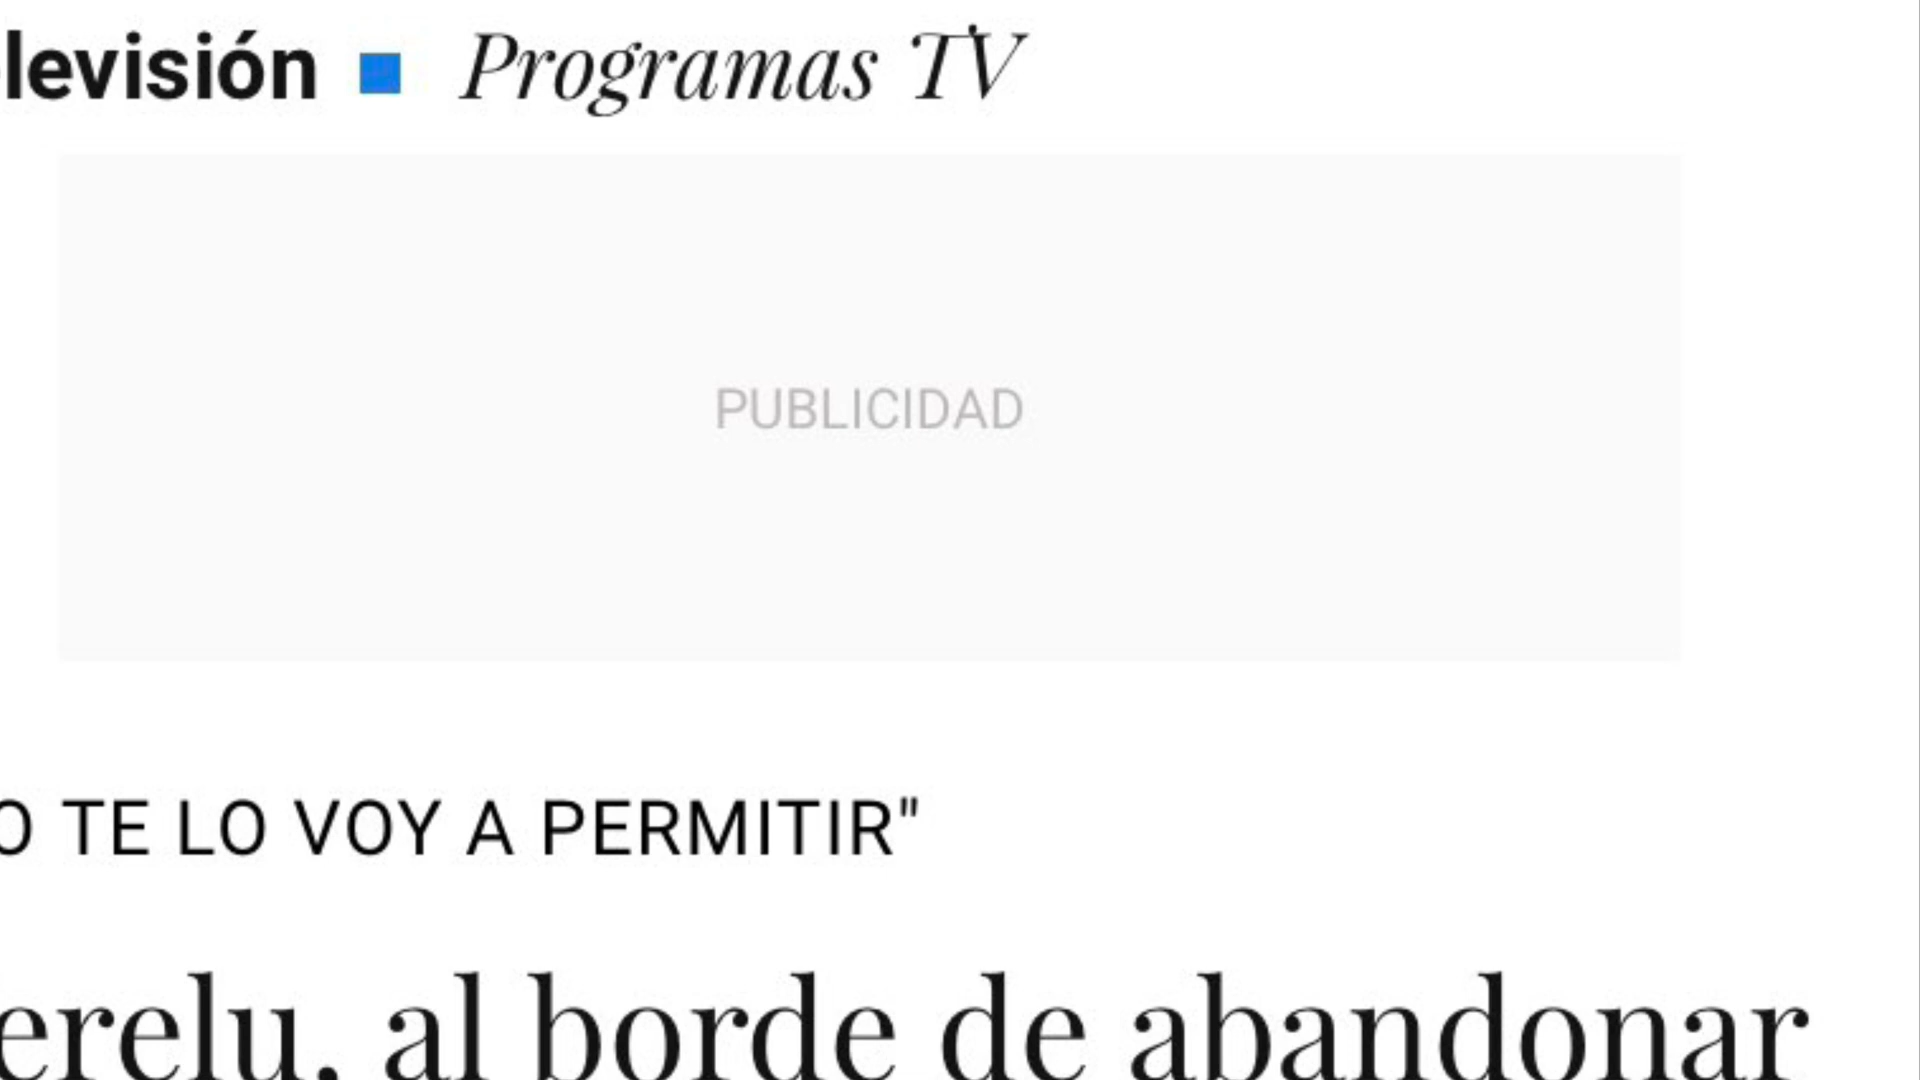 levisión ■ Programas TV
PUBLICIDAD
O TE LO VOY A PERMITIR"
erelu, al borde de abandonar